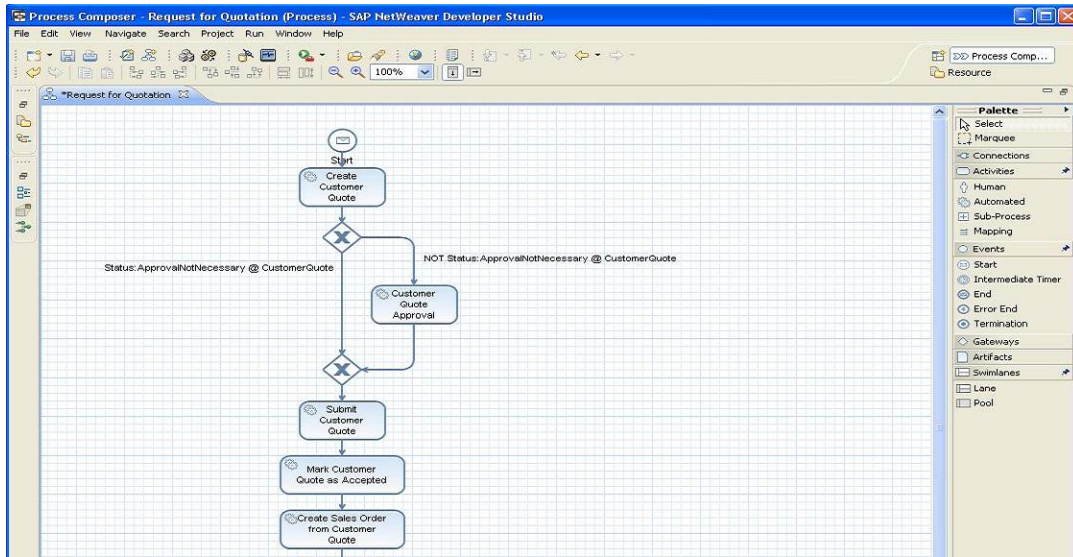 Process Composer - Request for Quotation (Process) - SAP NetWeaver Developer Studio
File Edit View Navigate Search Project Run Window Help
100%
Process Comp...
Resource
*Request for Quotation
Start
Create
Customer
Quote
Status:ApprovalNotNecessary @ CustomerQuote
NOT Status:ApprovalNotNecessary @ CustomerQuote
Customer
Quote
Approval
Submit
Customer
Quote
Mark Customer
Quote as Accepted
Create Sales Order
from Customer
Quote
Palette
Select
Marquee
Connections
Activities
Human
Automated
Sub-Process
Mapping
Events
Start
Intermediate Timer
End
Error End
Termination
Gateways
Artifacts
Swimlanes
Lane
Pool